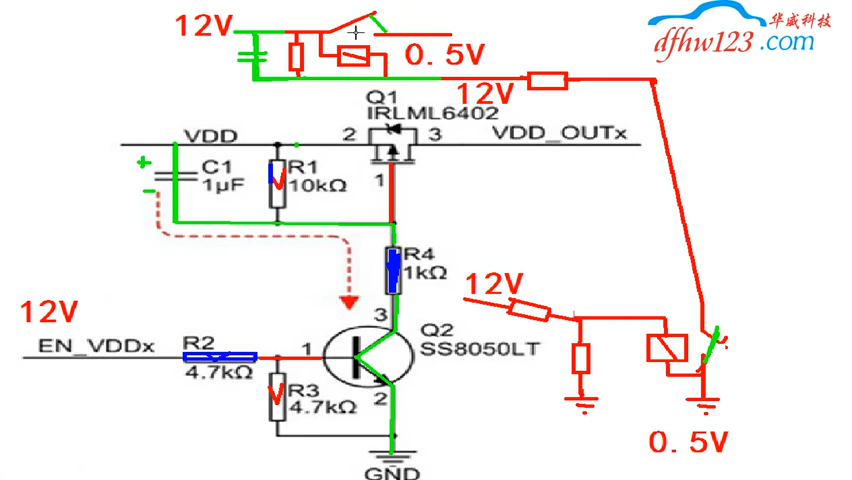 12V
华威科技
dfhw123.com
0.5V
12V
Q1
IRLML6402
VDD
2
3
VDD_OUTx
+
C1
1μF
R1
10kΩ
1
-
R4
1kΩ
12V
12V
3
Q2
SS8050LT
EN_VDDx
R2
4.7kΩ
1
R3
4.7kΩ
2
0.5V
GND